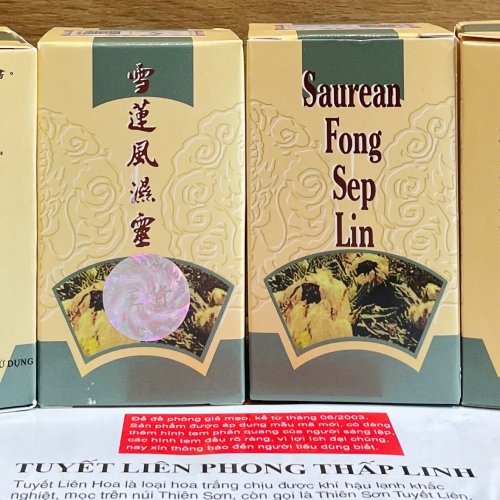 雪蓮風濕靈
Saurean
Fong
Sep
Lin
Ử DỤNG
Để đề phòng giả mạo, kể từ tháng 06/2003.
Sản phẩm được áp dụng mẫu mã mới, có dáng
thêm hình tem phản quang của người sáng lập,
các hình tem đều rõ ràng, vì lợi ích đại chúng,
nay xin thông báo đến người tiêu dùng biết.
TUYẾT LIÊN PHONG THẤP LINH
Tuyết Liên Hoa là loại hoa trắng chịu được khí hậu lạnh khắc
nghiệt, mọc trên núi Thiên Sơn, còn gọi là Thiên Sơn Tuyết Liên,